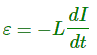 ε = −L dI/dt